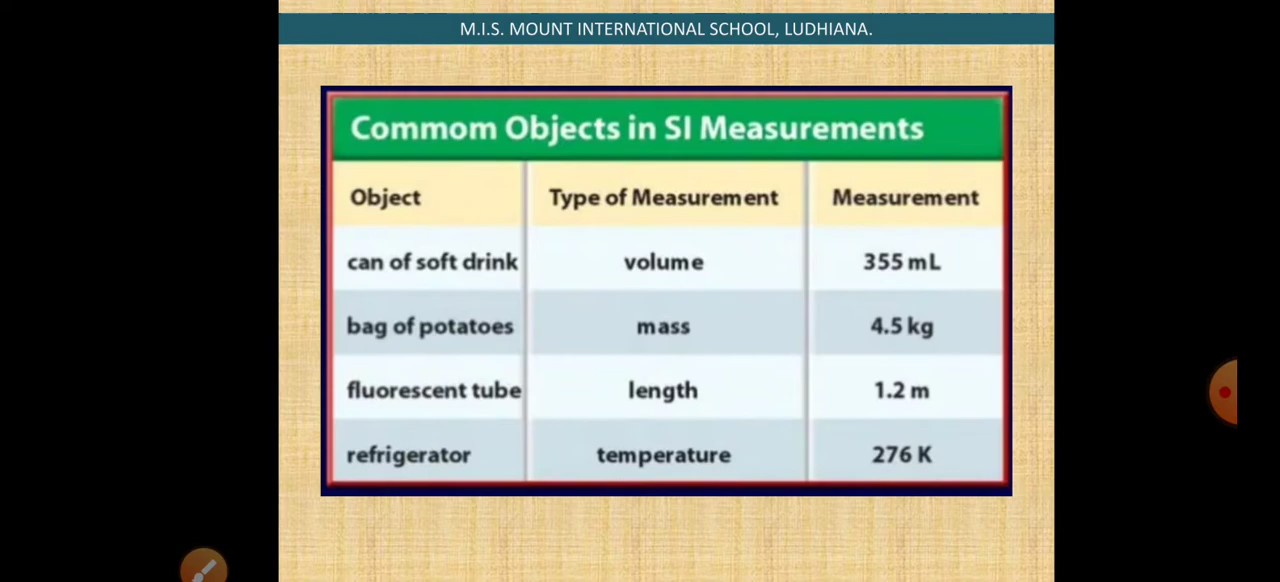 M.I.S. MOUNT INTERNATIONAL SCHOOL, LUDHIANA.
Commom Objects in SI Measurements
Object Type of Measurement Measurement
can of soft drink volume 355 mL
bag of potatoes mass 4.5 kg
fluorescent tube length 1.2 m
refrigerator temperature 276 K